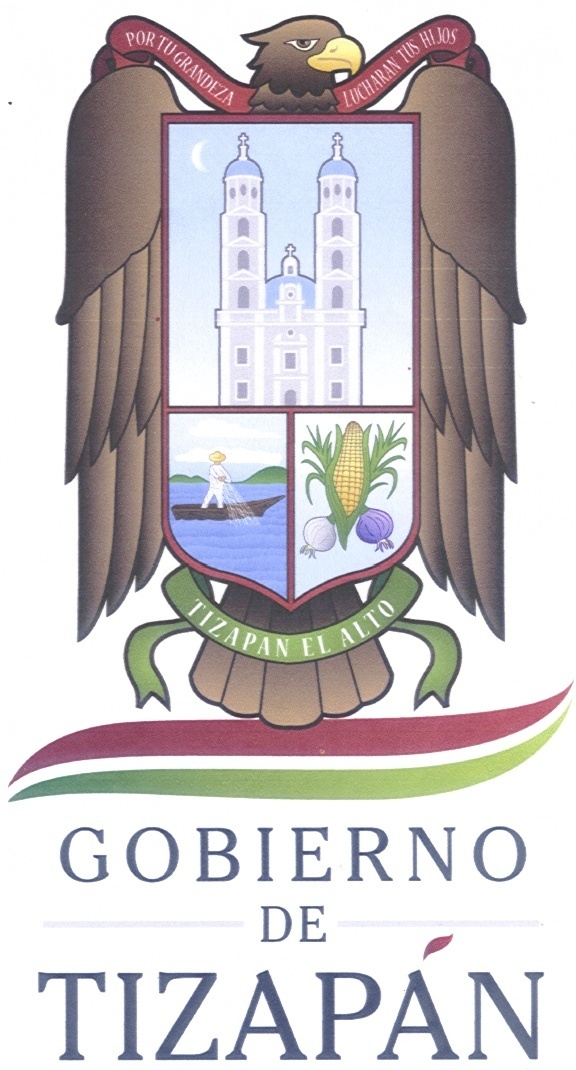 POR TU GRANDEZA LUCHARAN TUS HIJOS
TIZAPAN EL ALTO
GOBIERNO
DE
TIZAPÁN